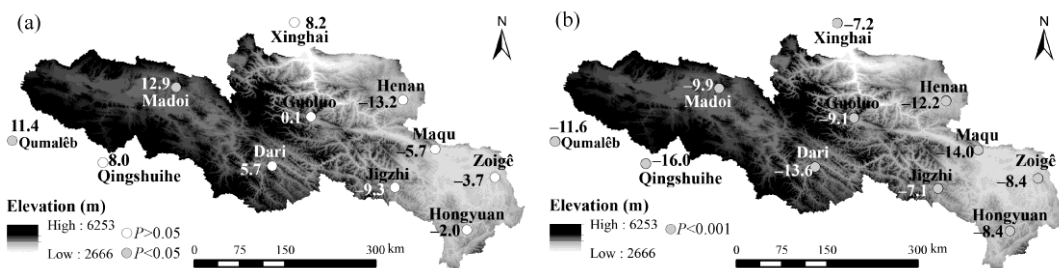 (a)
N
8.2
Xinghai
12.9
Madoi
Henan
−13.2
Guoluo
0.1
11.4
Qumalêb
8.0
Qingshuihe
Dari
5.7
Maqu
−5.7
Zoigê
−3.7
Jigzhi
−9.3
Hongyuan
−2.0
Elevation (m)
High : 6253
Low : 2666
P>0.05
P<0.05
0 75 150 300 km
(b)
N
−7.2
Xinghai
−9.9
Madoi
Henan
−12.2
Guoluo
−9.1
−11.6
Qumalêb
−16.0
Qingshuihe
Dari
−13.6
Maqu
−14.0
Zoigê
−8.4
Jigzhi
−7.1
Hongyuan
−8.4
Elevation (m)
High : 6253
Low : 2666
P<0.001
0 75 150 300 km